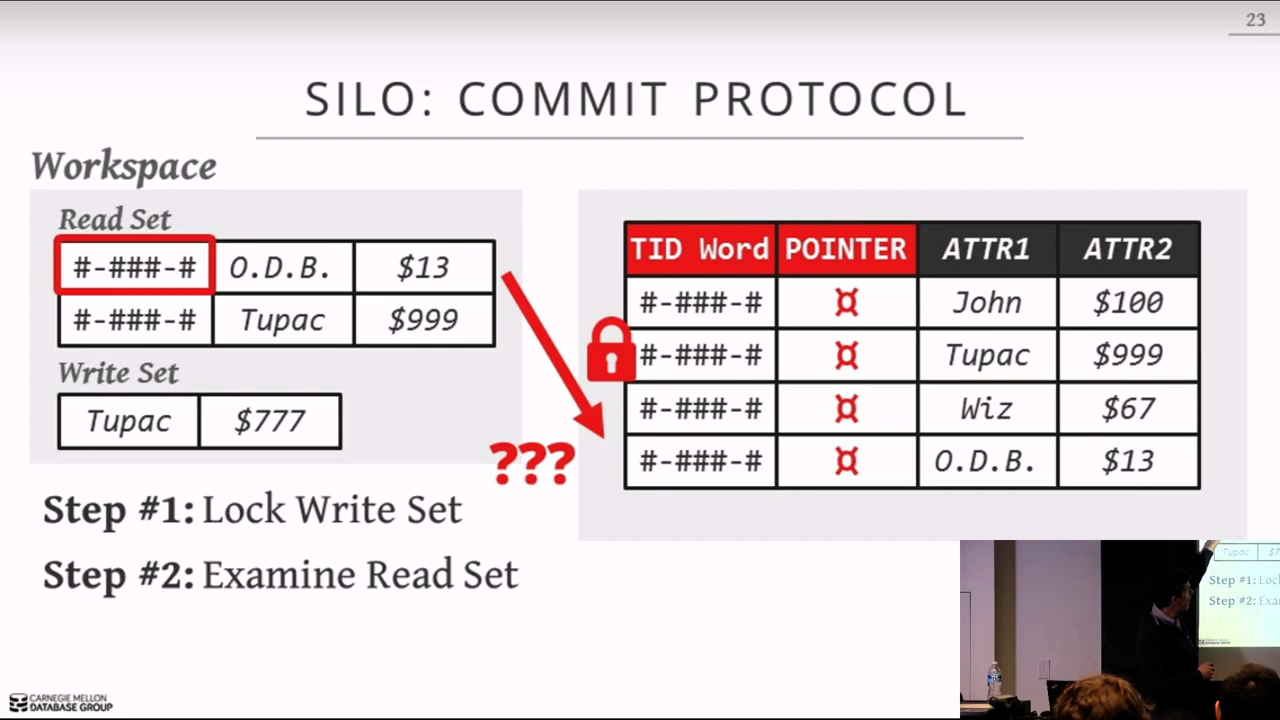 23
SILO: COMMIT PROTOCOL
Workspace
Read Set
#-###-# O.D.B. $13
#-###-# Tupac $999
Write Set
Tupac $777
???
Step #1: Lock Write Set
Step #2: Examine Read Set
TID Word POINTER ATTR1 ATTR2
#-###-# ¤ John $100
#-###-# ¤ Tupac $999
#-###-# ¤ Wiz $67
#-###-# ¤ O.D.B. $13
CARNEGIE MELLON
DATABASE GROUP
Tupac $7
Step #1: Loc
Step #2: Exa